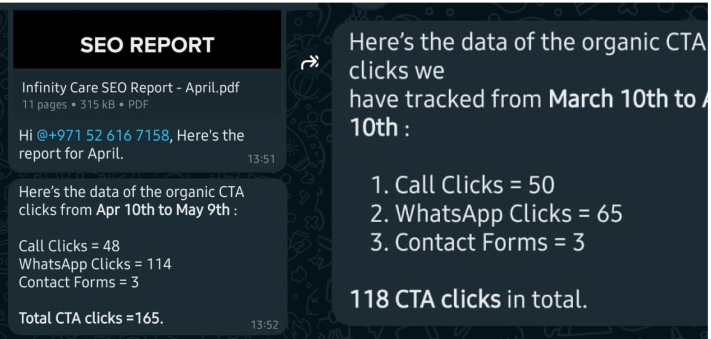 SEO REPORT
Infinity Care SEO Report - April.pdf
11 pages • 315 kB • PDF
Hi @+971 52 616 7158, Here's the
report for April.
13:51
Here's the data of the organic CTA
clicks from Apr 10th to May 9th :
Call Clicks = 48
WhatsApp Clicks = 114
Contact Forms = 3
Total CTA clicks =165.
13:52
Here's the data of the organic CTA
clicks we
have tracked from March 10th to
10th :
1. Call Clicks = 50
2. WhatsApp Clicks = 65
3. Contact Forms = 3
118 CTA clicks in total.